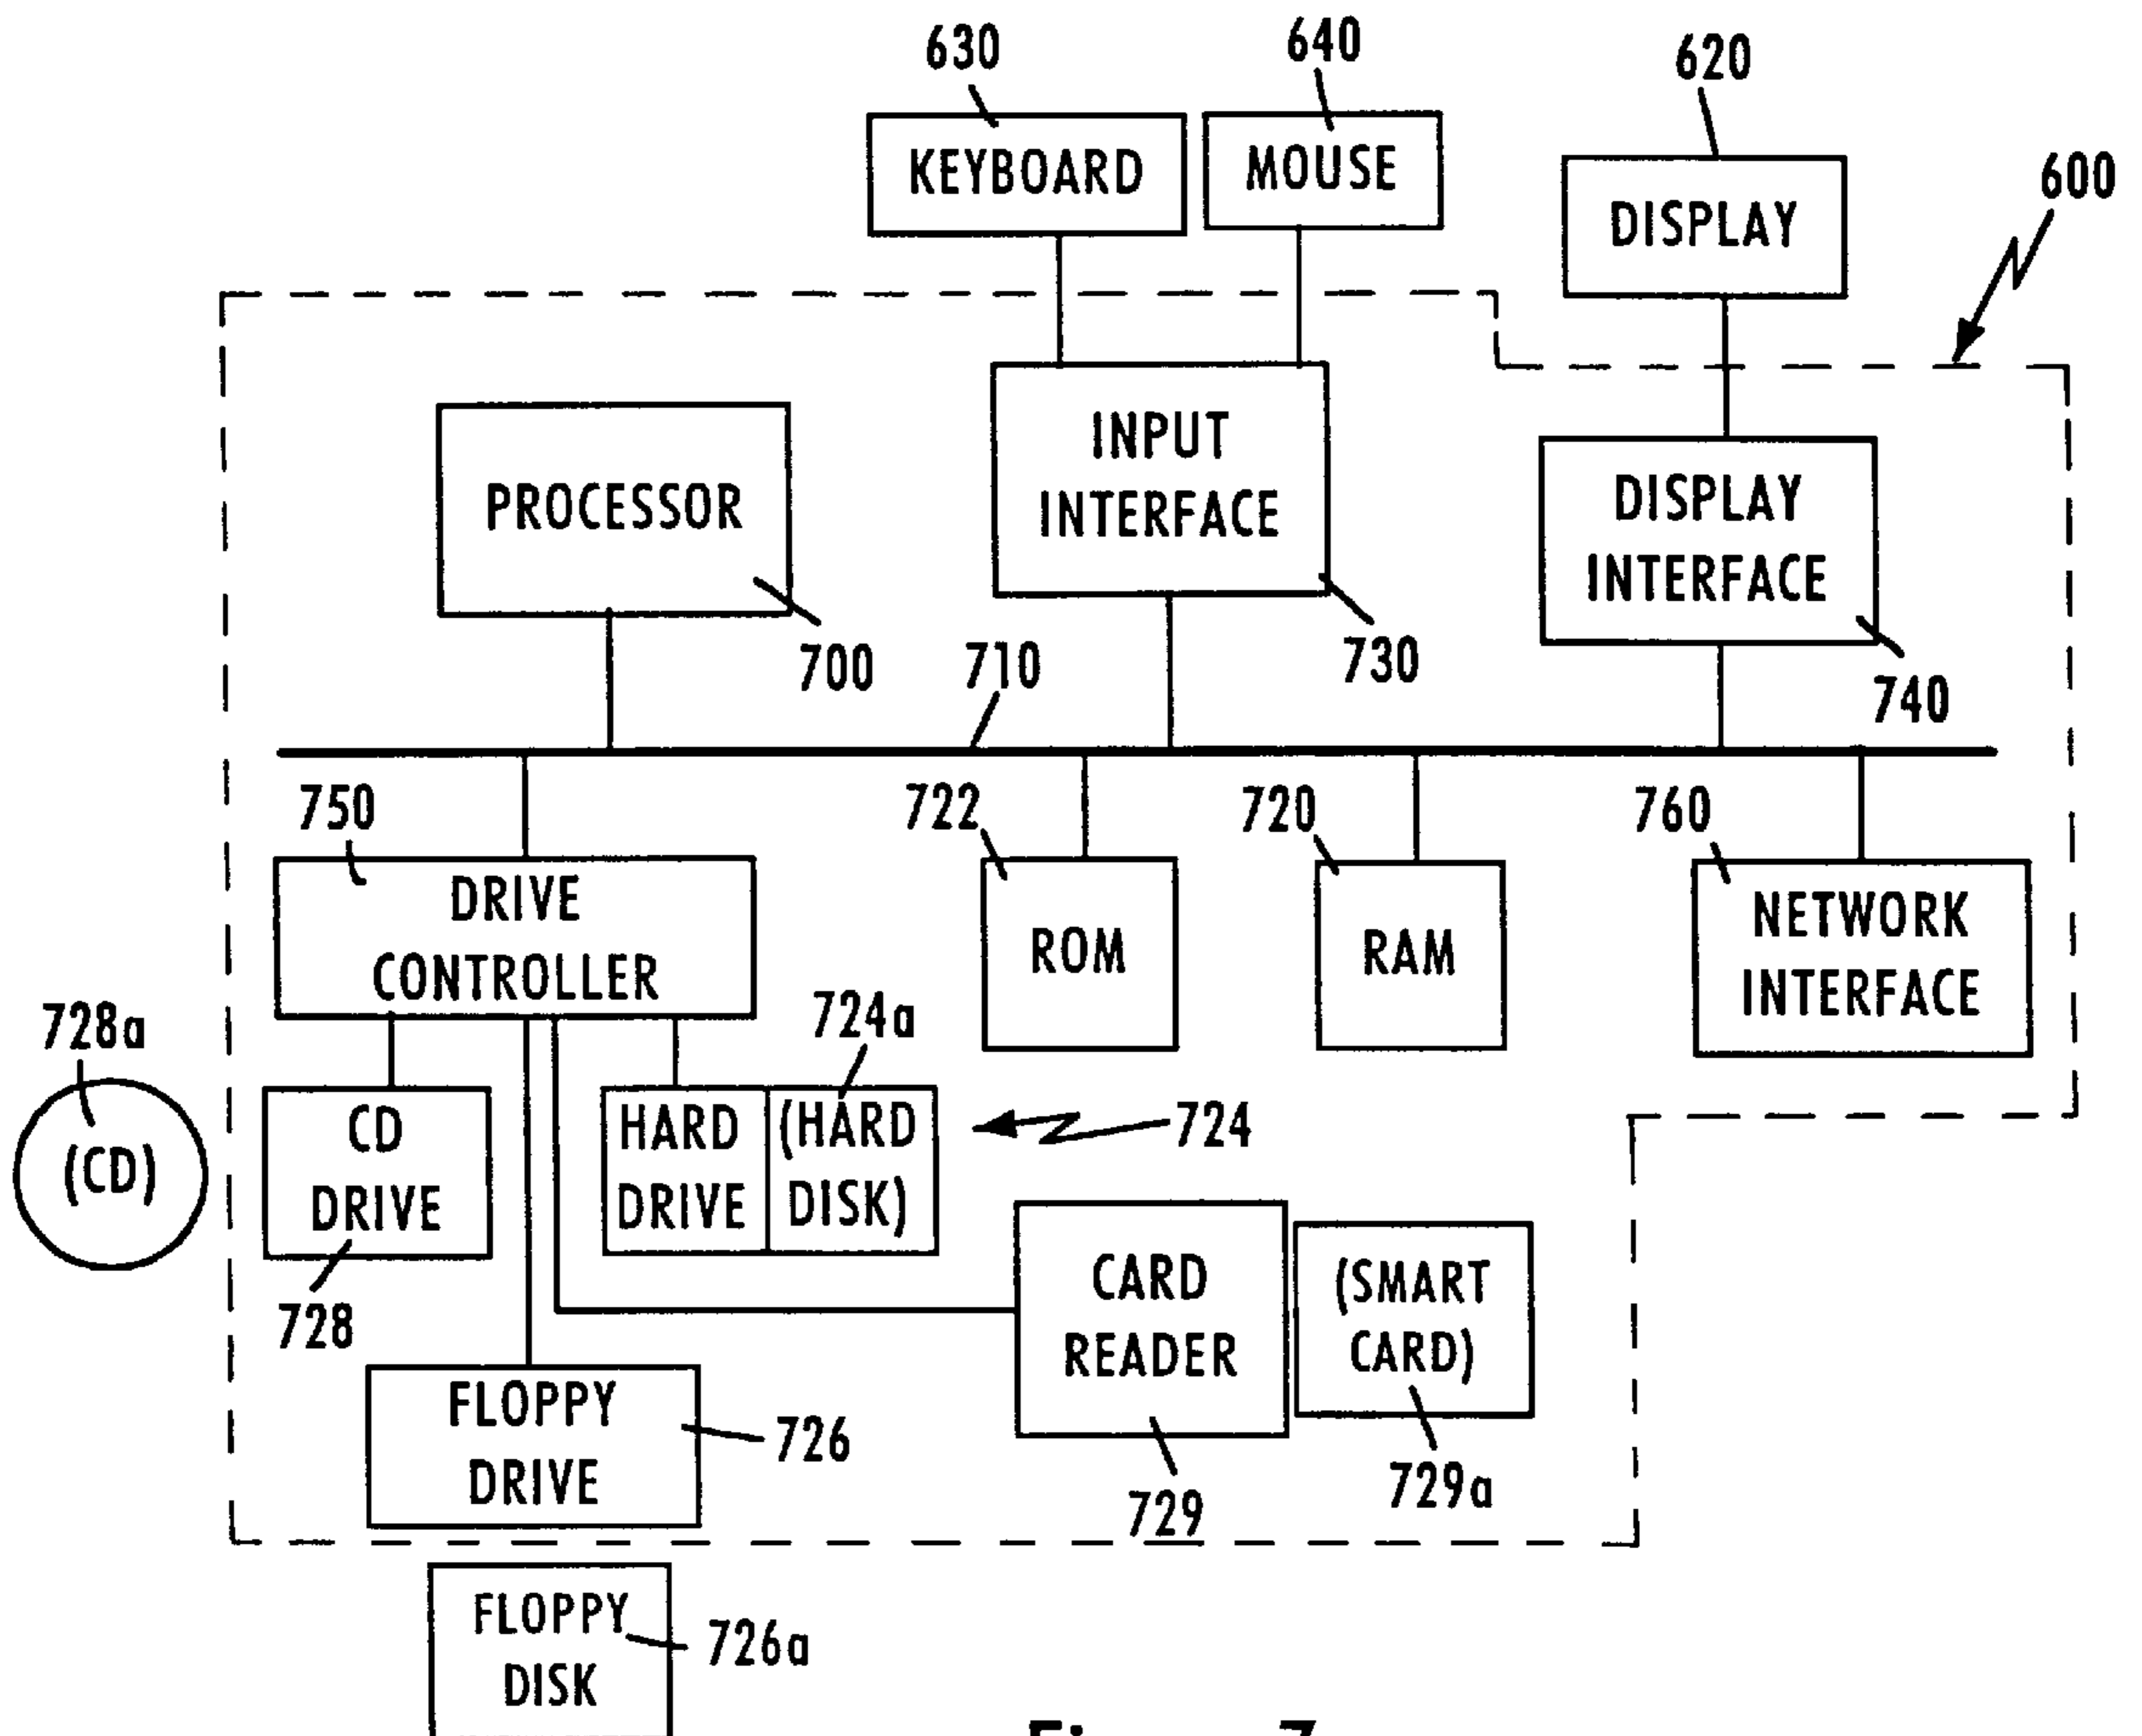 630
640
620
600
KEYBOARD
MOUSE
DISPLAY
PROCESSOR
700
INPUT
INTERFACE
730
DISPLAY
INTERFACE
740
710
750
722
720
760
DRIVE
CONTROLLER
ROM
RAM
NETWORK
INTERFACE
728a
(CD)
724a
CD
DRIVE
728
HARD
DRIVE
(HARD
DISK)
724
CARD
READER
729
(SMART
CARD)
729a
FLOPPY
DRIVE
726
FLOPPY
DISK
726a